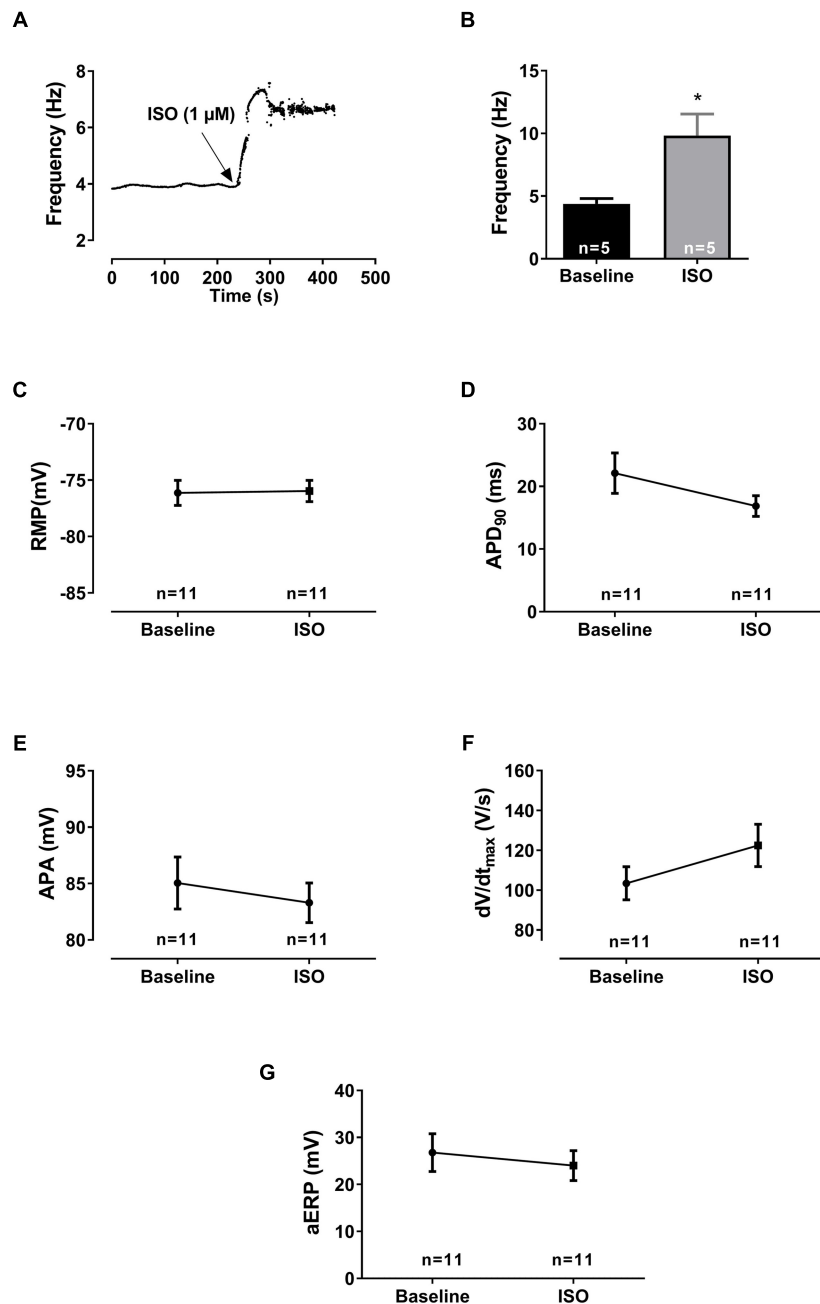 A
Frequency (Hz)
8
6
4
2
ISO (1 µM)
0 100 200 300 400 500
Time (s)
B
Frequency (Hz)
15
10
5
0
*
n=5 n=5
Baseline ISO
C
RMP(mV)
-70
-75
-80
-85
n=11 n=11
Baseline ISO
D
APD90 (ms)
30
20
10
0
n=11 n=11
Baseline ISO
E
APA (mV)
95
90
85
80
n=11 n=11
Baseline ISO
F
dV/dtmax (V/s)
160
140
120
100
80
n=11 n=11
Baseline ISO
G
aERP (mV)
40
30
20
10
0
n=11 n=11
Baseline ISO